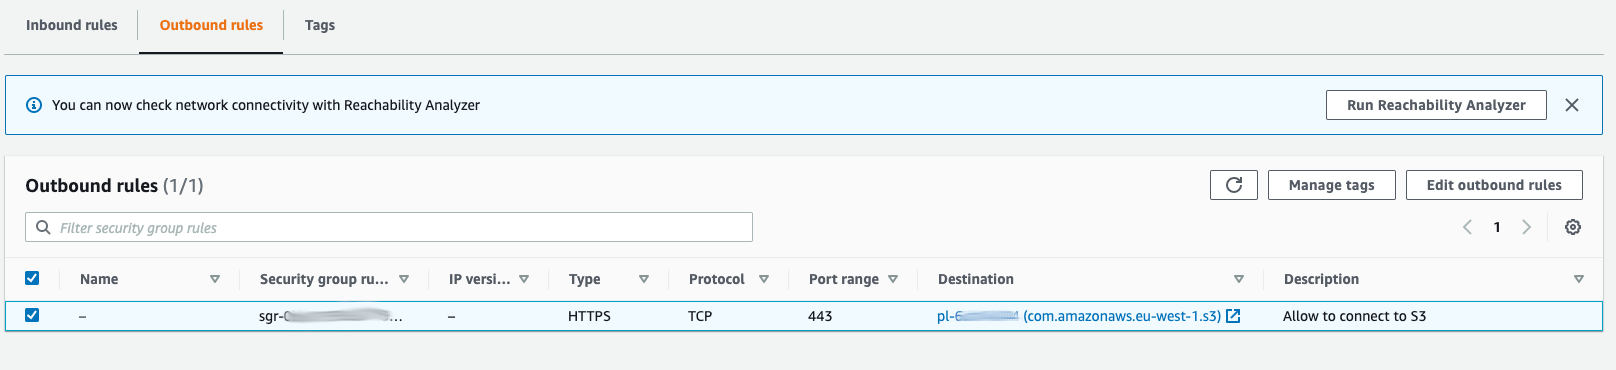 Inbound rules Outbound rules Tags
You can now check network connectivity with Reachability Analyzer Run Reachability Analyzer
Outbound rules (1/1) Manage tags Edit outbound rules
Filter security group rules 1
Name Security group ru... IP versi... Type Protocol Port range Destination Description
– sgr- ... – HTTPS TCP 443 pl- (com.amazonaws.eu-west-1.s3) Allow to connect to S3